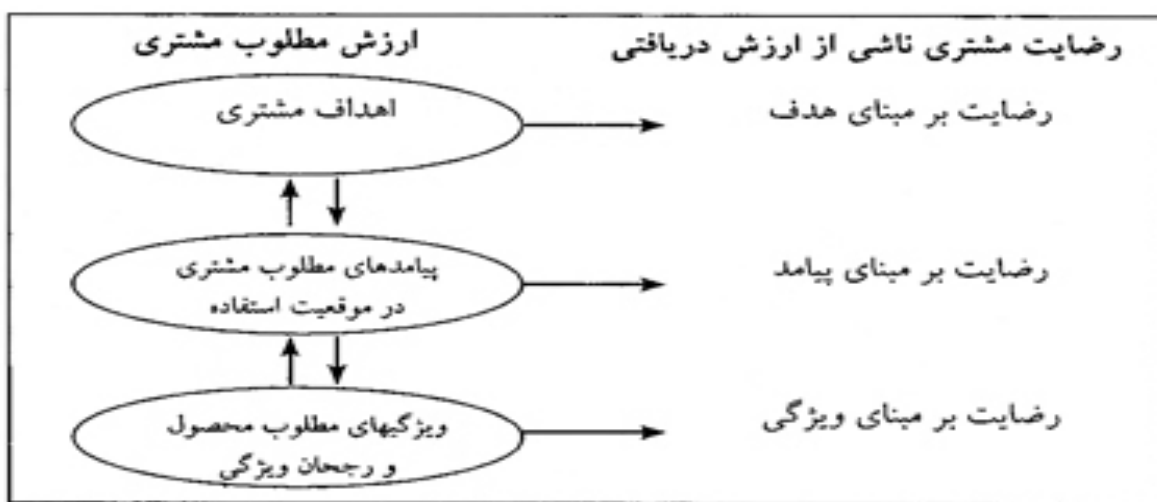 رضایت مشتری ناشی از ارزش دریافتی
ارزش مطلوب مشتری
رضایت بر مبنای هدف
اهداف مشتری
رضایت بر مبنای پیامد
پیامدهای مطلوب مشتری
در موقعیت استفاده
رضایت بر مبنای ویژگی
ویژگیهای مطلوب محصول
و رجحان ویژگی